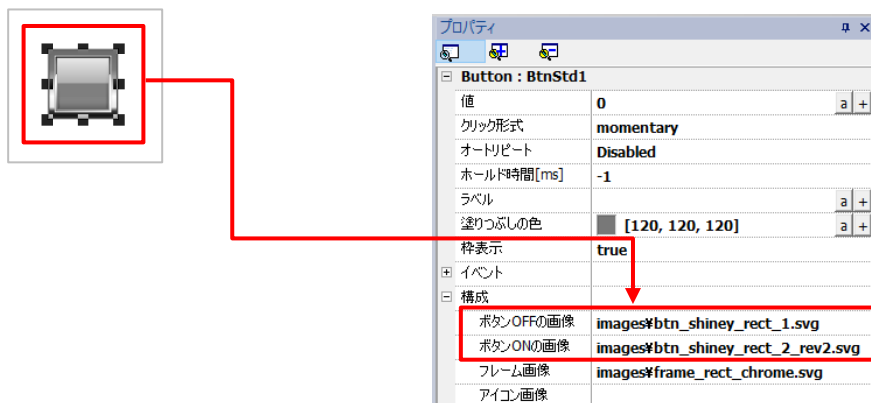 プロパティ
Button : BtnStd1
値 0 a +
クリック形式 momentary
オートリピート Disabled
ホールド時間[ms] -1
ラベル a +
塗りつぶしの色 [120, 120, 120] a +
枠表示 true
イベント
構成
ボタンOFFの画像 images¥btn_shiney_rect_1.svg
ボタンONの画像 images¥btn_shiney_rect_2_rev2.svg
フレーム画像 images¥frame_rect_chrome.svg
アイコン画像